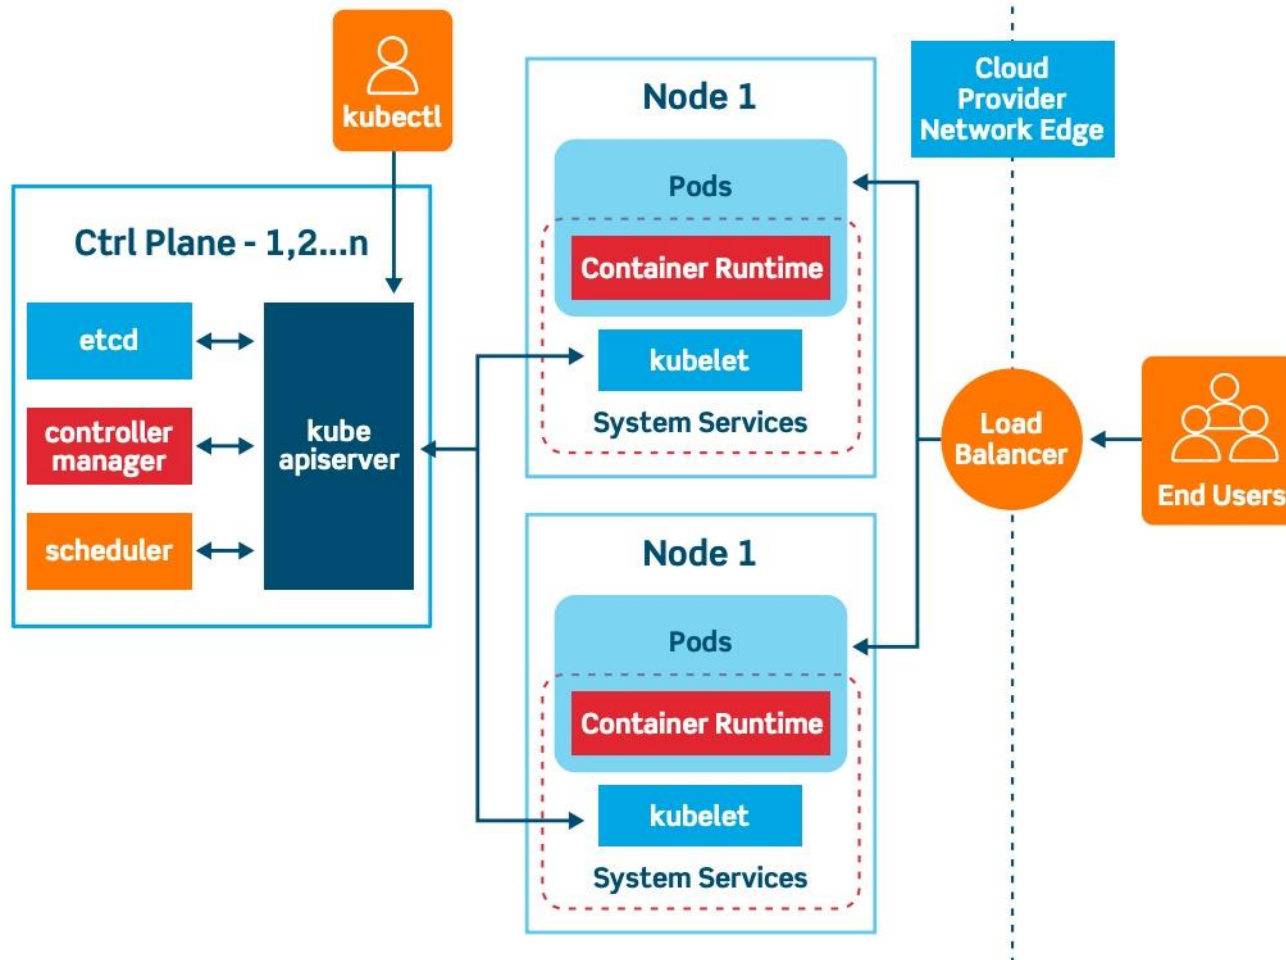 kubectl
Ctrl Plane - 1,2...n
etcd
controller
manager
scheduler
kube
apiserver
Node 1
Pods
Container Runtime
kubelet
System Services
Node 1
Pods
Container Runtime
kubelet
System Services
Cloud
Provider
Network Edge
Load
Balancer
End Users